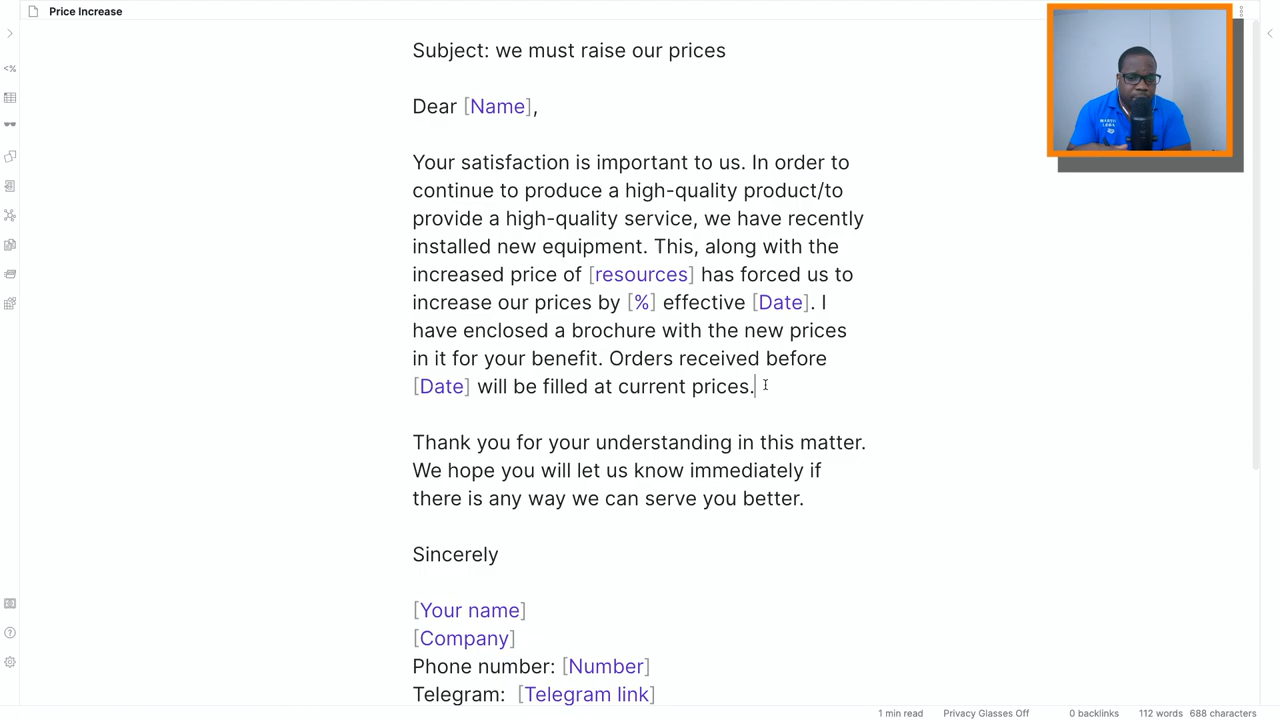 Price Increase
Subject: we must raise our prices
Dear [Name],
Your satisfaction is important to us. In order to
continue to produce a high-quality product/to
provide a high-quality service, we have recently
installed new equipment. This, along with the
increased price of [resources] has forced us to
increase our prices by [%] effective [Date]. I
have enclosed a brochure with the new prices
in it for your benefit. Orders received before
[Date] will be filled at current prices.
Thank you for your understanding in this matter.
We hope you will let us know immediately if
there is any way we can serve you better.
Sincerely
[Your name]
[Company]
Phone number: [Number]
Telegram: [Telegram link]
1 min read Privacy Glasses Off 0 backlinks 112 words 688 characters